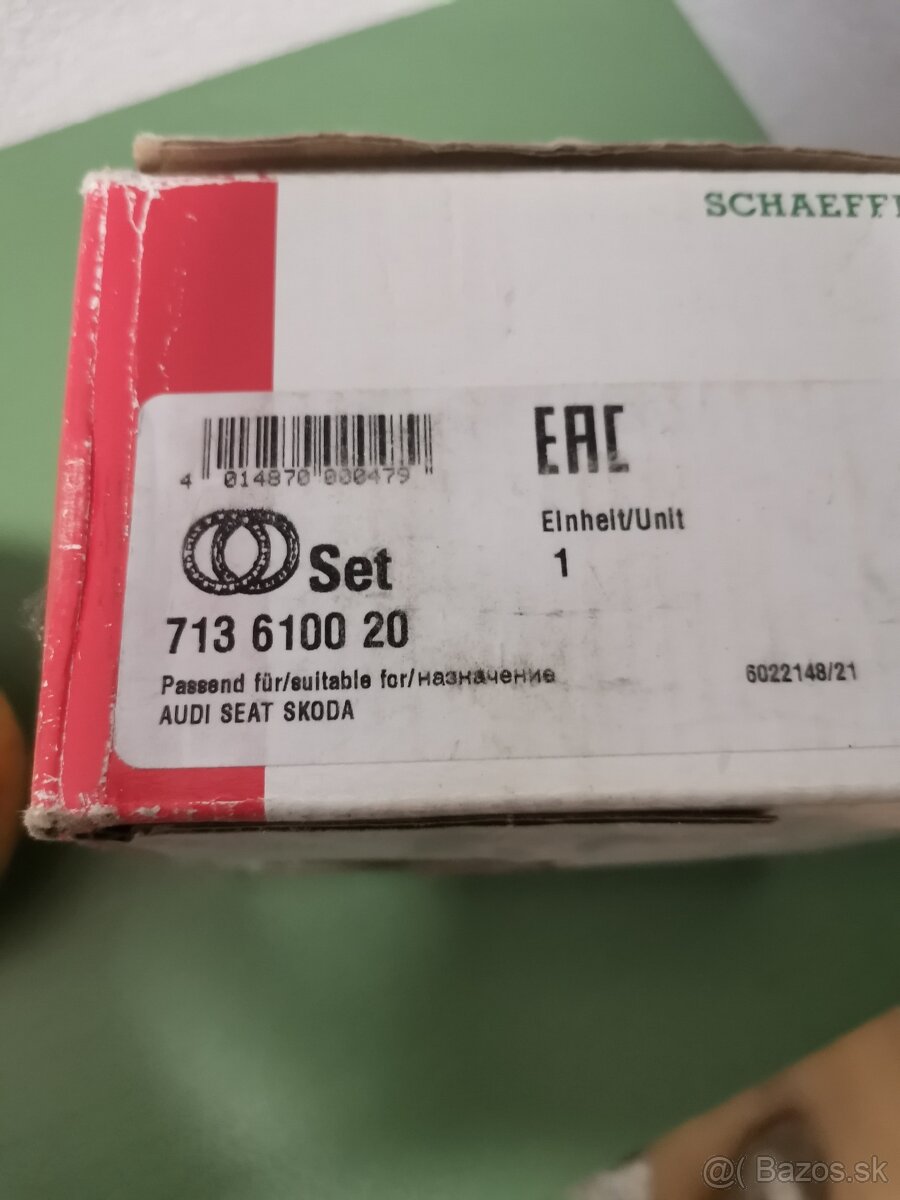 SCHAEFF
4 014870 000479
EAC
Einheit/Unit
1
Set
713 6100 20
Passend für/suitable for/назначение
6022148/21
AUDI SEAT SKODA
@( Bazos.sk